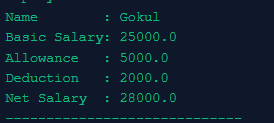 Name        : Gokul
Basic Salary: 25000.0
Allowance   : 5000.0
Deduction   : 2000.0
Net Salary  : 28000.0
-----------------------------